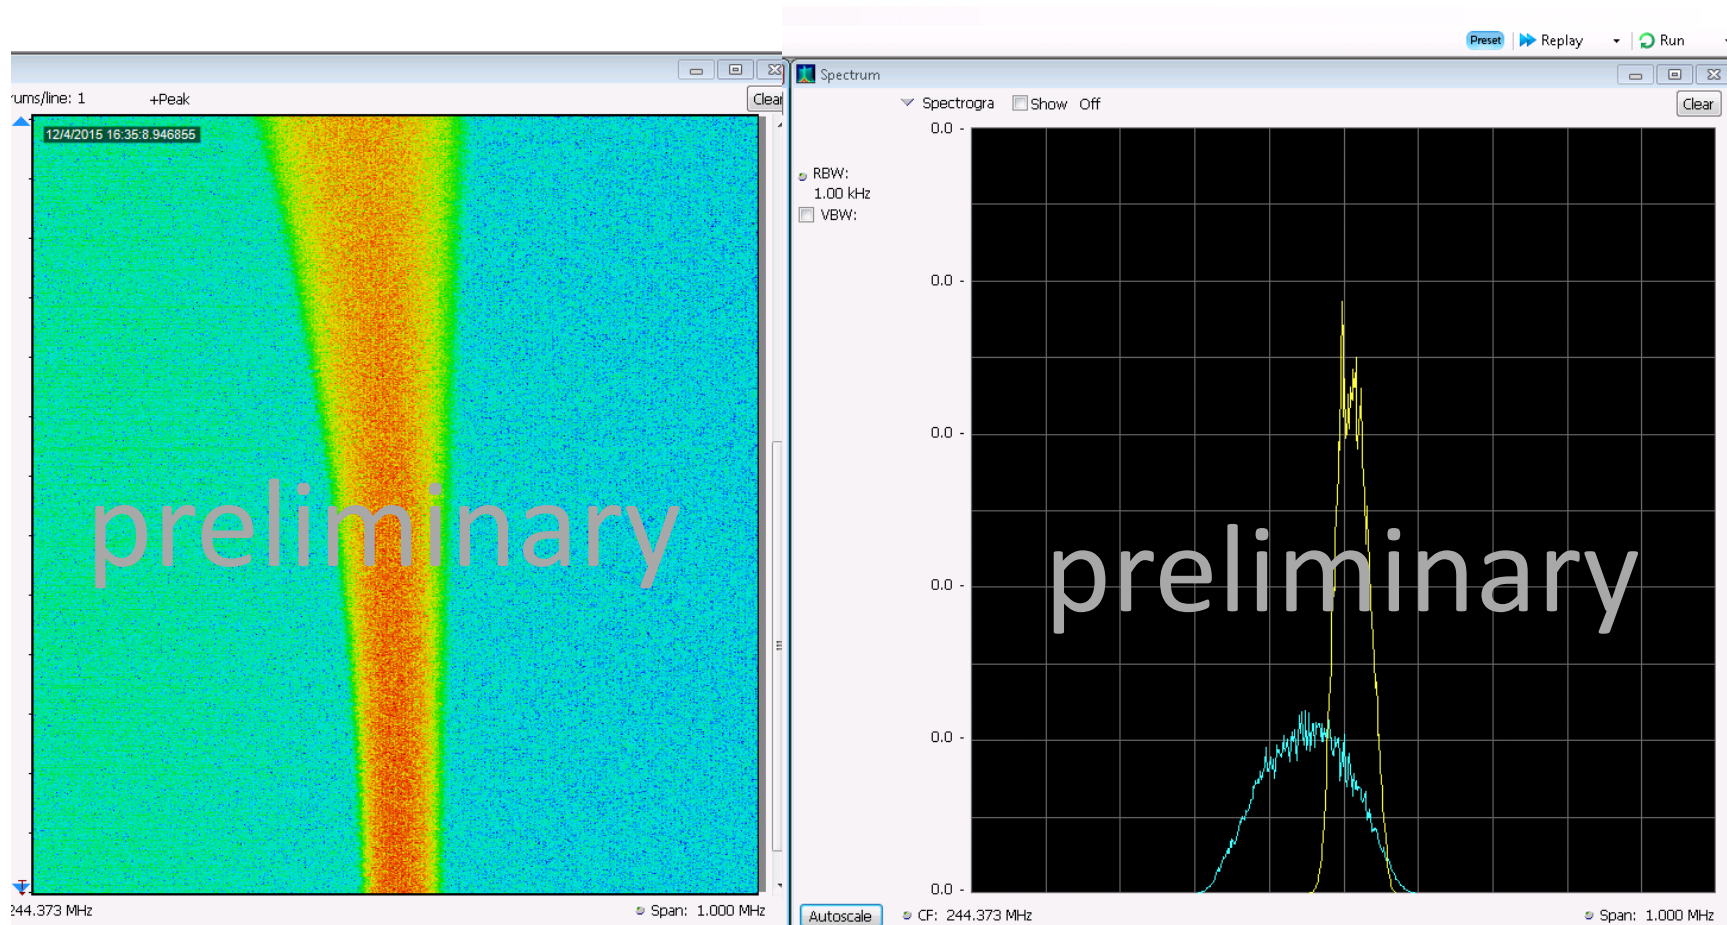 Preset Replay Run
Spectrum
ums/line: 1 +Peak Clear
Spectrogra Show Off Clear
12/4/2015 16:35:8.946855
0.0 -
RBW:
1.00 kHz
VBW:
0.0 -
0.0 -
preliminary
preliminary
0.0 -
0.0 -
0.0 -
244.373 MHz Span: 1.000 MHz
Autoscale CF: 244.373 MHz Span: 1.000 MHz